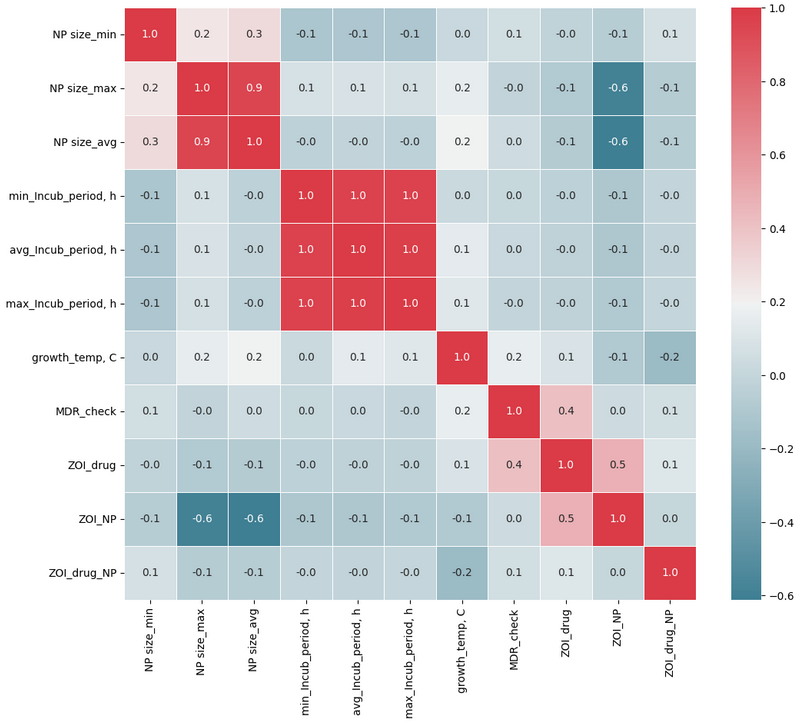 NP size_min 1.0 0.2 0.3 -0.1 -0.1 -0.1 0.0 0.1 -0.0 -0.1 0.1
NP size_max 0.2 1.0 0.9 0.1 0.1 0.1 0.2 -0.0 -0.1 -0.6 -0.1
NP size_avg 0.3 0.9 1.0 -0.0 -0.0 -0.0 0.2 0.0 -0.1 -0.6 -0.1
min_Incub_period, h -0.1 0.1 -0.0 1.0 1.0 1.0 0.0 0.0 -0.0 -0.1 -0.0
avg_Incub_period, h -0.1 0.1 -0.0 1.0 1.0 1.0 0.1 0.0 -0.0 -0.1 -0.0
max_Incub_period, h -0.1 0.1 -0.0 1.0 1.0 1.0 0.1 -0.0 -0.0 -0.1 -0.0
growth_temp, C 0.0 0.2 0.2 0.0 0.1 0.1 1.0 0.2 0.1 -0.1 -0.2
MDR_check 0.1 -0.0 0.0 0.0 0.0 -0.0 0.2 1.0 0.4 0.0 0.1
ZOI_drug -0.0 -0.1 -0.1 -0.0 -0.0 -0.0 0.1 0.4 1.0 0.5 0.1
ZOI_NP -0.1 -0.6 -0.6 -0.1 -0.1 -0.1 -0.1 0.0 0.5 1.0 0.0
ZOI_drug_NP 0.1 -0.1 -0.1 -0.0 -0.0 -0.0 -0.2 0.1 0.1 0.0 1.0
NP size_min
NP size_max
NP size_avg
min_Incub_period, h
avg_Incub_period, h
max_Incub_period, h
growth_temp, C
MDR_check
ZOI_drug
ZOI_NP
ZOI_drug_NP
1.0
0.8
0.6
0.4
0.2
0.0
−0.2
−0.4
−0.6